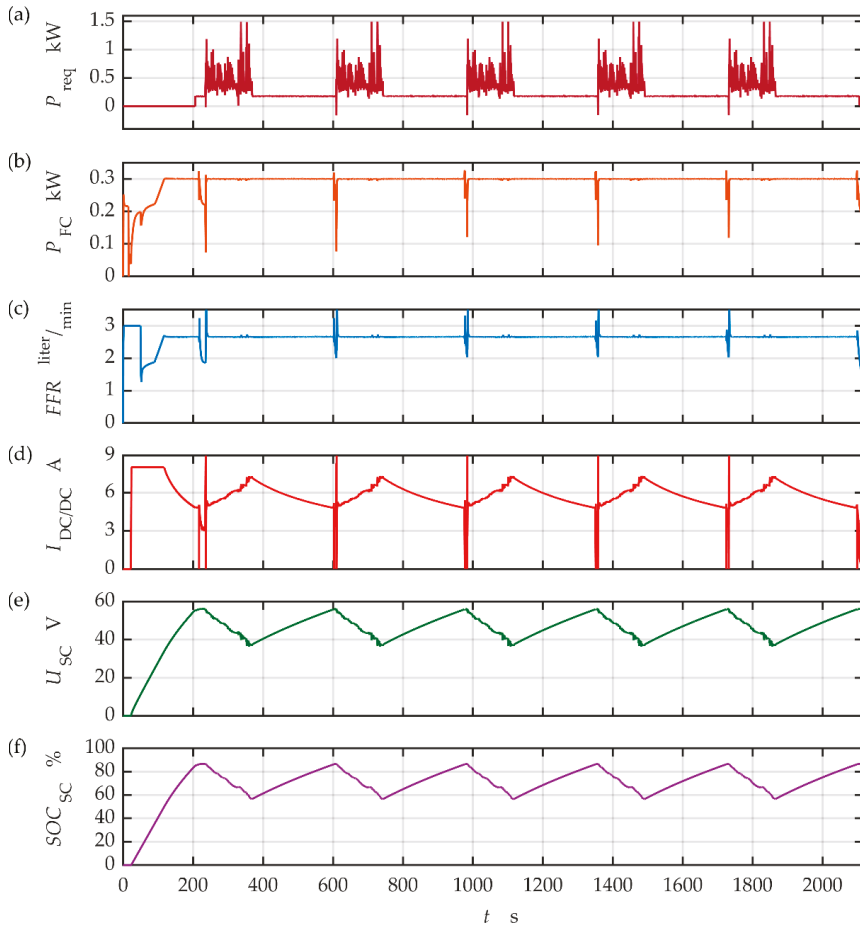 (a)
P req kW
1.5
1.0
0.5
0
(b)
P FC kW
0.3
0.2
0.1
0
(c)
FFR liter/min
3
2
1
0
(d)
I DC/DC A
9
6
3
0
(e)
U SC V
60
40
20
0
(f)
SOC SC %
100
80
60
40
20
0
0 200 400 600 800 1000 1200 1400 1600 1800 2000
t s